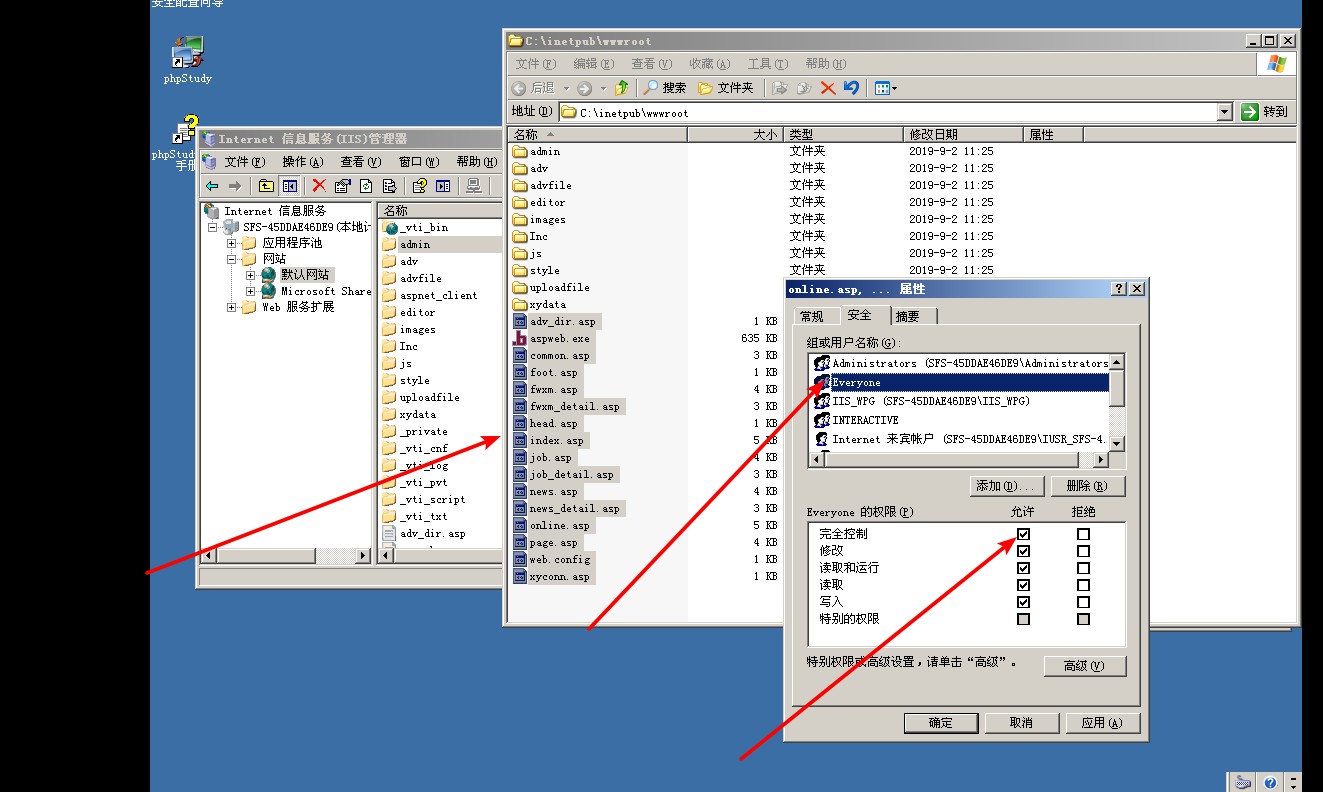 安全配置向导
phpStudy
phpStud
手册
Internet 信息服务(IIS)管理器
文件(F) 操作(A) 查看(V) 窗口(W) 帮助(H)
Internet 信息服务
SFS-45DDAE46DE9(本地计
应用程序池
网站
默认网站
Microsoft Share
Web 服务扩展
名称
_vti_bin
admin
adv
advfile
aspnet_client
editor
images
Inc
js
style
uploadfile
xydata
_private
_vti_cnf
_vti_log
_vti_pvt
_vti_script
_vti_txt
adv_dir.asp
C:\inetpub\wwwroot
文件(F) 编辑(E) 查看(V) 收藏(A) 工具(T) 帮助(H)
后退 搜索 文件夹
地址(D) C:\inetpub\wwwroot 转到
名称 大小 类型 修改日期 属性
admin 文件夹 2019-9-2 11:25
adv 文件夹 2019-9-2 11:25
advfile 文件夹 2019-9-2 11:25
editor 文件夹 2019-9-2 11:25
images 文件夹 2019-9-2 11:25
Inc 文件夹 2019-9-2 11:25
js 文件夹 2019-9-2 11:25
style 文件夹 2019-9-2 11:25
uploadfile
xydata
adv_dir.asp 1 KB
aspweb.exe 635 KB
common.asp 3 KB
foot.asp 1 KB
fwxm.asp 4 KB
fwxm_detail.asp 3 KB
head.asp 1 KB
index.asp 5 KB
job.asp 4 KB
job_detail.asp 3 KB
news.asp 4 KB
news_detail.asp 3 KB
online.asp 5 KB
page.asp 4 KB
web.config 1 KB
xyconn.asp 1 KB
online.asp, ... 属性
常规 安全 摘要
组或用户名称(G):
Administrators (SFS-45DDAE46DE9\Administrators
Everyone
IIS_WPG (SFS-45DDAE46DE9\IIS_WPG)
INTERACTIVE
Internet 来宾帐户 (SFS-45DDAE46DE9\IUSR_SFS-4.
添加(D)... 删除(R)
Everyone 的权限(P) 允许 拒绝
完全控制
修改
读取和运行
读取
写入
特别的权限
特别权限或高级设置,请单击“高级”。
高级(V)
确定 取消 应用(A)